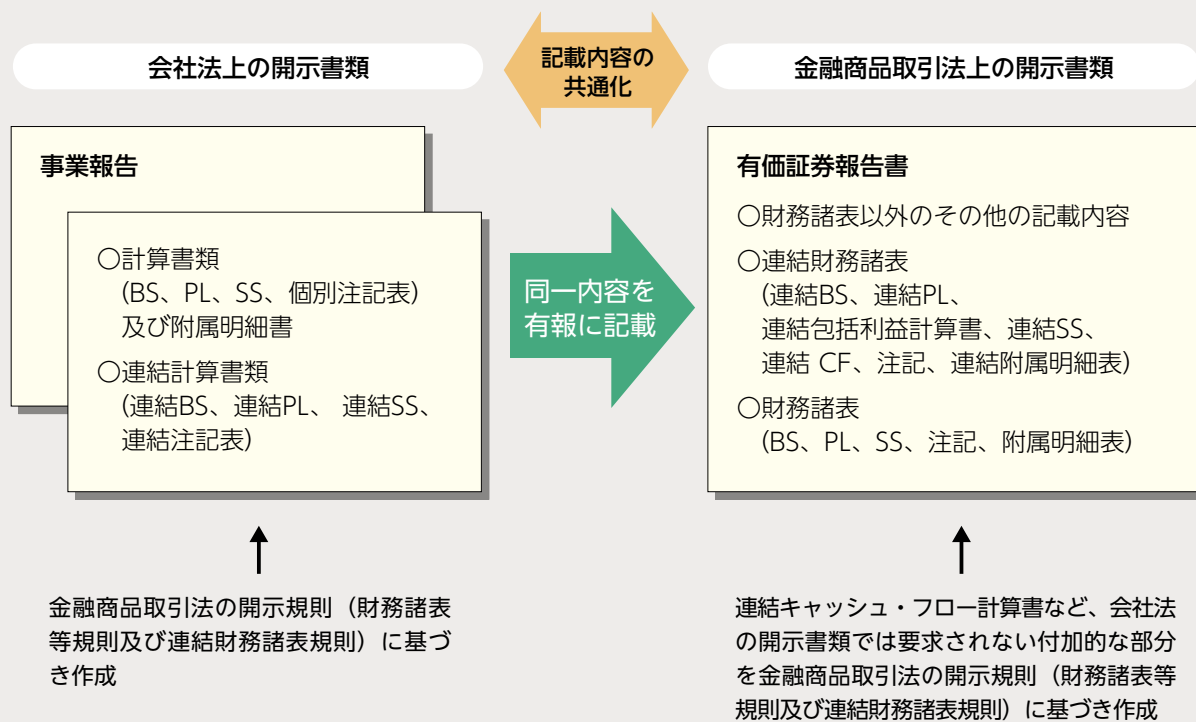 会社法上の開示書類
記載内容の
共通化
金融商品取引法上の開示書類
事業報告
○計算書類
(BS、PL、SS、個別注記表)
及び附属明細書
○連結計算書類
(連結BS、連結PL、 連結SS、
連結注記表)
同一内容を
有報に記載
有価証券報告書
○財務諸表以外のその他の記載内容
○連結財務諸表
(連結BS、連結PL、
連結包括利益計算書、連結SS、
連結 CF、注記、連結附属明細表)
○財務諸表
(BS、PL、SS、注記、附属明細表)
金融商品取引法の開示規則（財務諸表
等規則及び連結財務諸表規則）に基づ
き作成
連結キャッシュ・フロー計算書など、会社法
の開示書類では要求されない付加的な部分
を金融商品取引法の開示規則（財務諸表等
規則及び連結財務諸表規則）に基づき作成